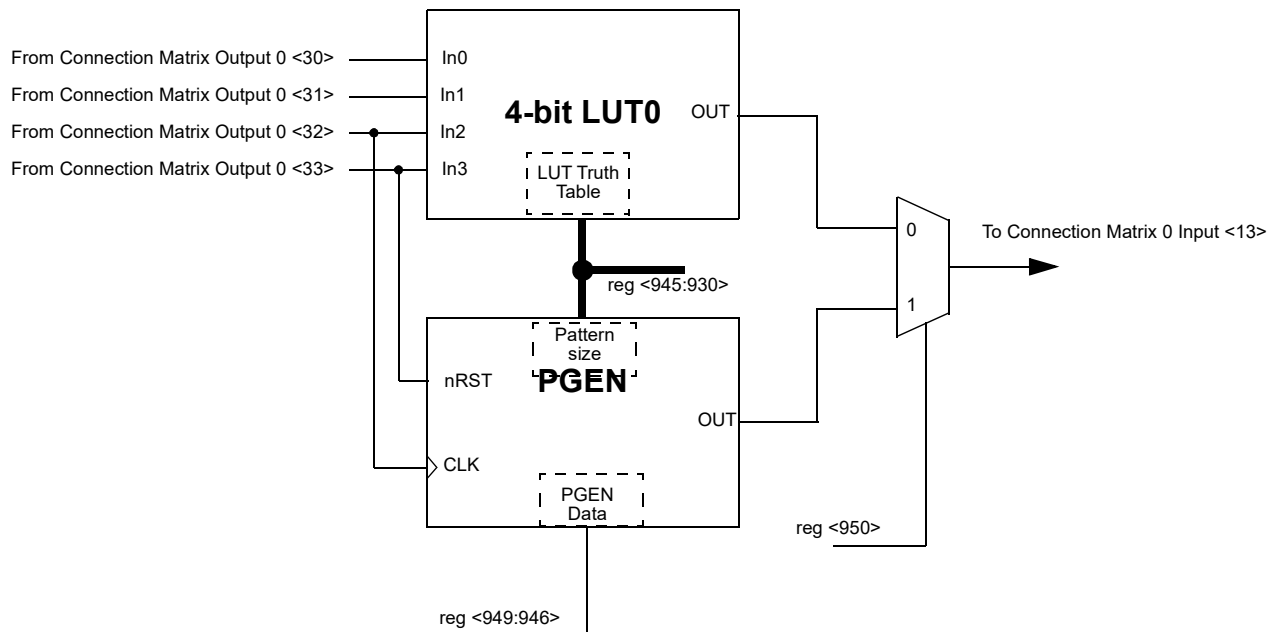 From Connection Matrix Output 0 <30>
In0
From Connection Matrix Output 0 <31>
In1
4-bit LUT0
OUT
From Connection Matrix Output 0 <32>
In2
From Connection Matrix Output 0 <33>
In3
LUT Truth
Table
0
To Connection Matrix 0 Input <13>
reg <945:930>
1
Pattern
size
nRST
PGEN
OUT
CLK
PGEN
Data
reg <950>
reg <949:946>